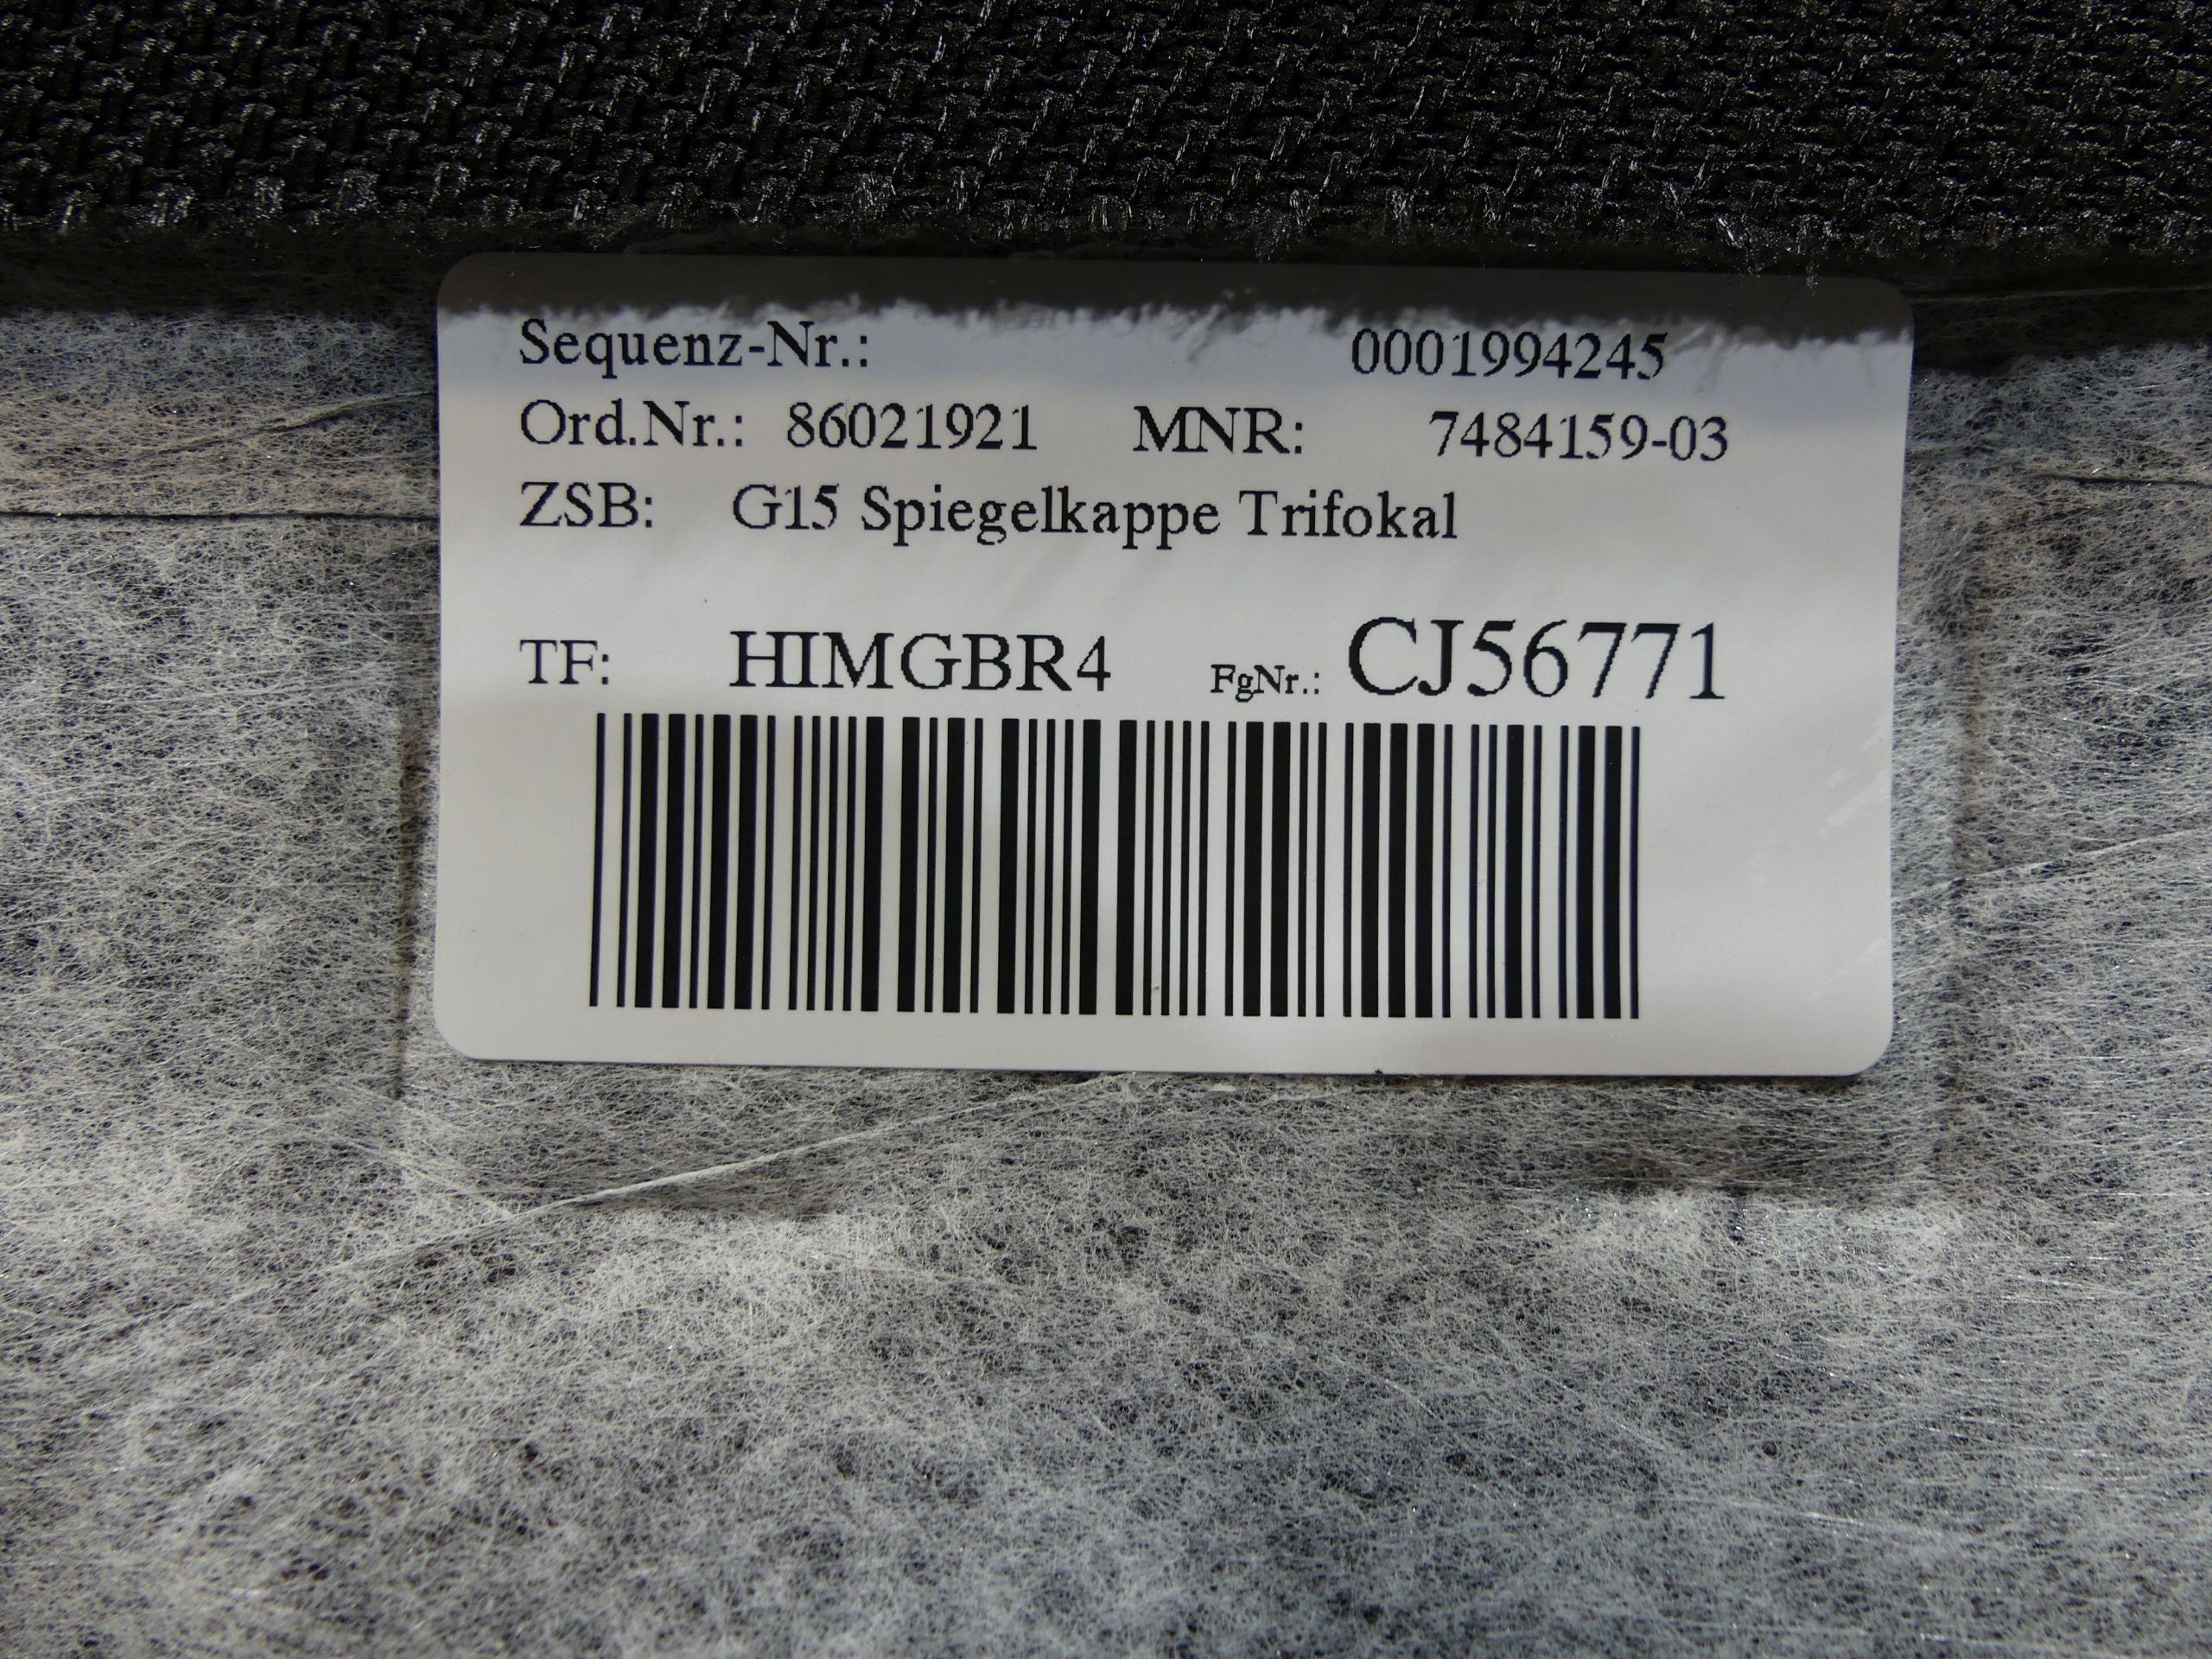 Sequenz-Nr.: 0001994245
Ord.Nr.: 86021921 MNR: 7484159-03
ZSB: G15 Spiegelkappe Trifokal
TF: HIMGBR4 FgNr.: CJ56771